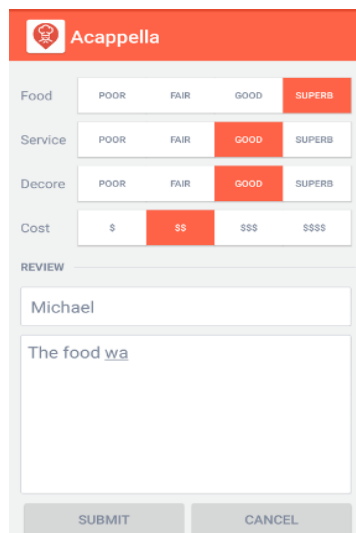 Acappella
Food POOR FAIR GOOD SUPERB
Service POOR FAIR GOOD SUPERB
Decore POOR FAIR GOOD SUPERB
Cost $ $$ $$$ $$$$
REVIEW
Michael
The food wa
SUBMIT CANCEL